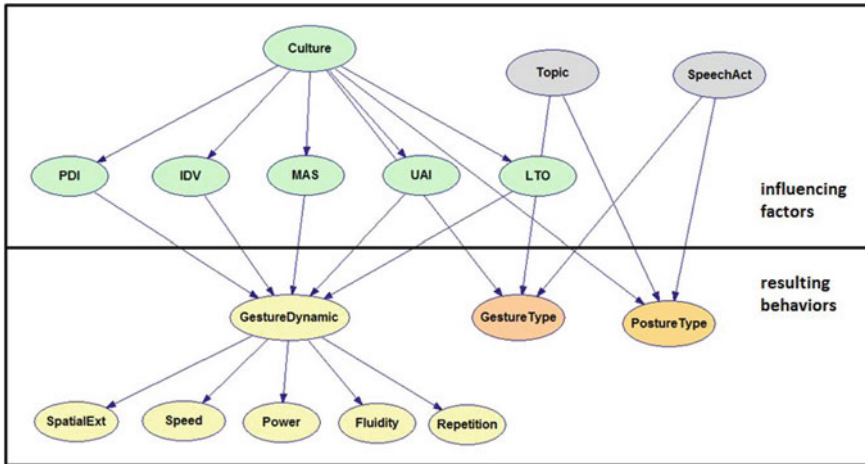 Culture
Topic
SpeechAct
PDI
IDV
MAS
UAI
LTO
influencing
factors
resulting
behaviors
GestureDynamic
GestureType
PostureType
SpatialExt
Speed
Power
Fluidity
Repetition